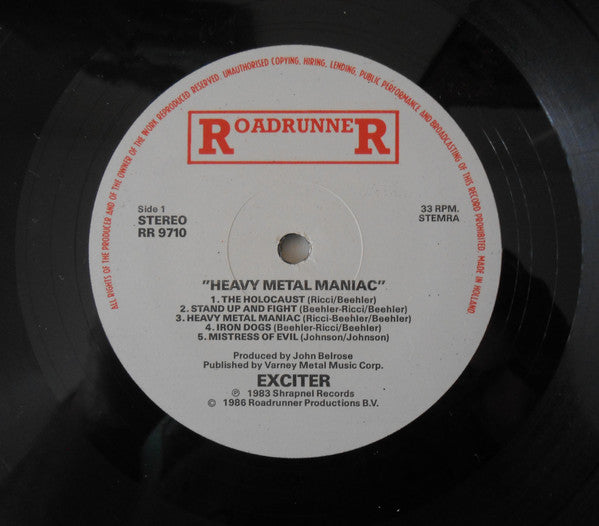 ALL RIGHTS OF THE PRODUCER AND OF THE OWNER OF THE WORK REPRODUCED RESERVED. UNAUTHORISED COPYING, HIRING, LENDING, PUBLIC PERFORMANCE AND BROADCASTING OF THIS RECORD PROHIBITED. MADE IN HOLLAND.
ROADRUNNER
Side 1
STEREO
RR 9710
33 RPM.
STEMRA
"HEAVY METAL MANIAC"
1. THE HOLOCAUST (Ricci/Beehler)
2. STAND UP AND FIGHT (Beehler-Ricci/Beehler)
3. HEAVY METAL MANIAC (Ricci-Beehler/Beehler)
4. IRON DOGS (Beehler-Ricci/Beehler)
5. MISTRESS OF EVIL (Johnson/Johnson)
Produced by John Belrose
Published by Varney Metal Music Corp.
EXCITER
℗ 1983 Shrapnel Records
© 1986 Roadrunner Productions B.V.